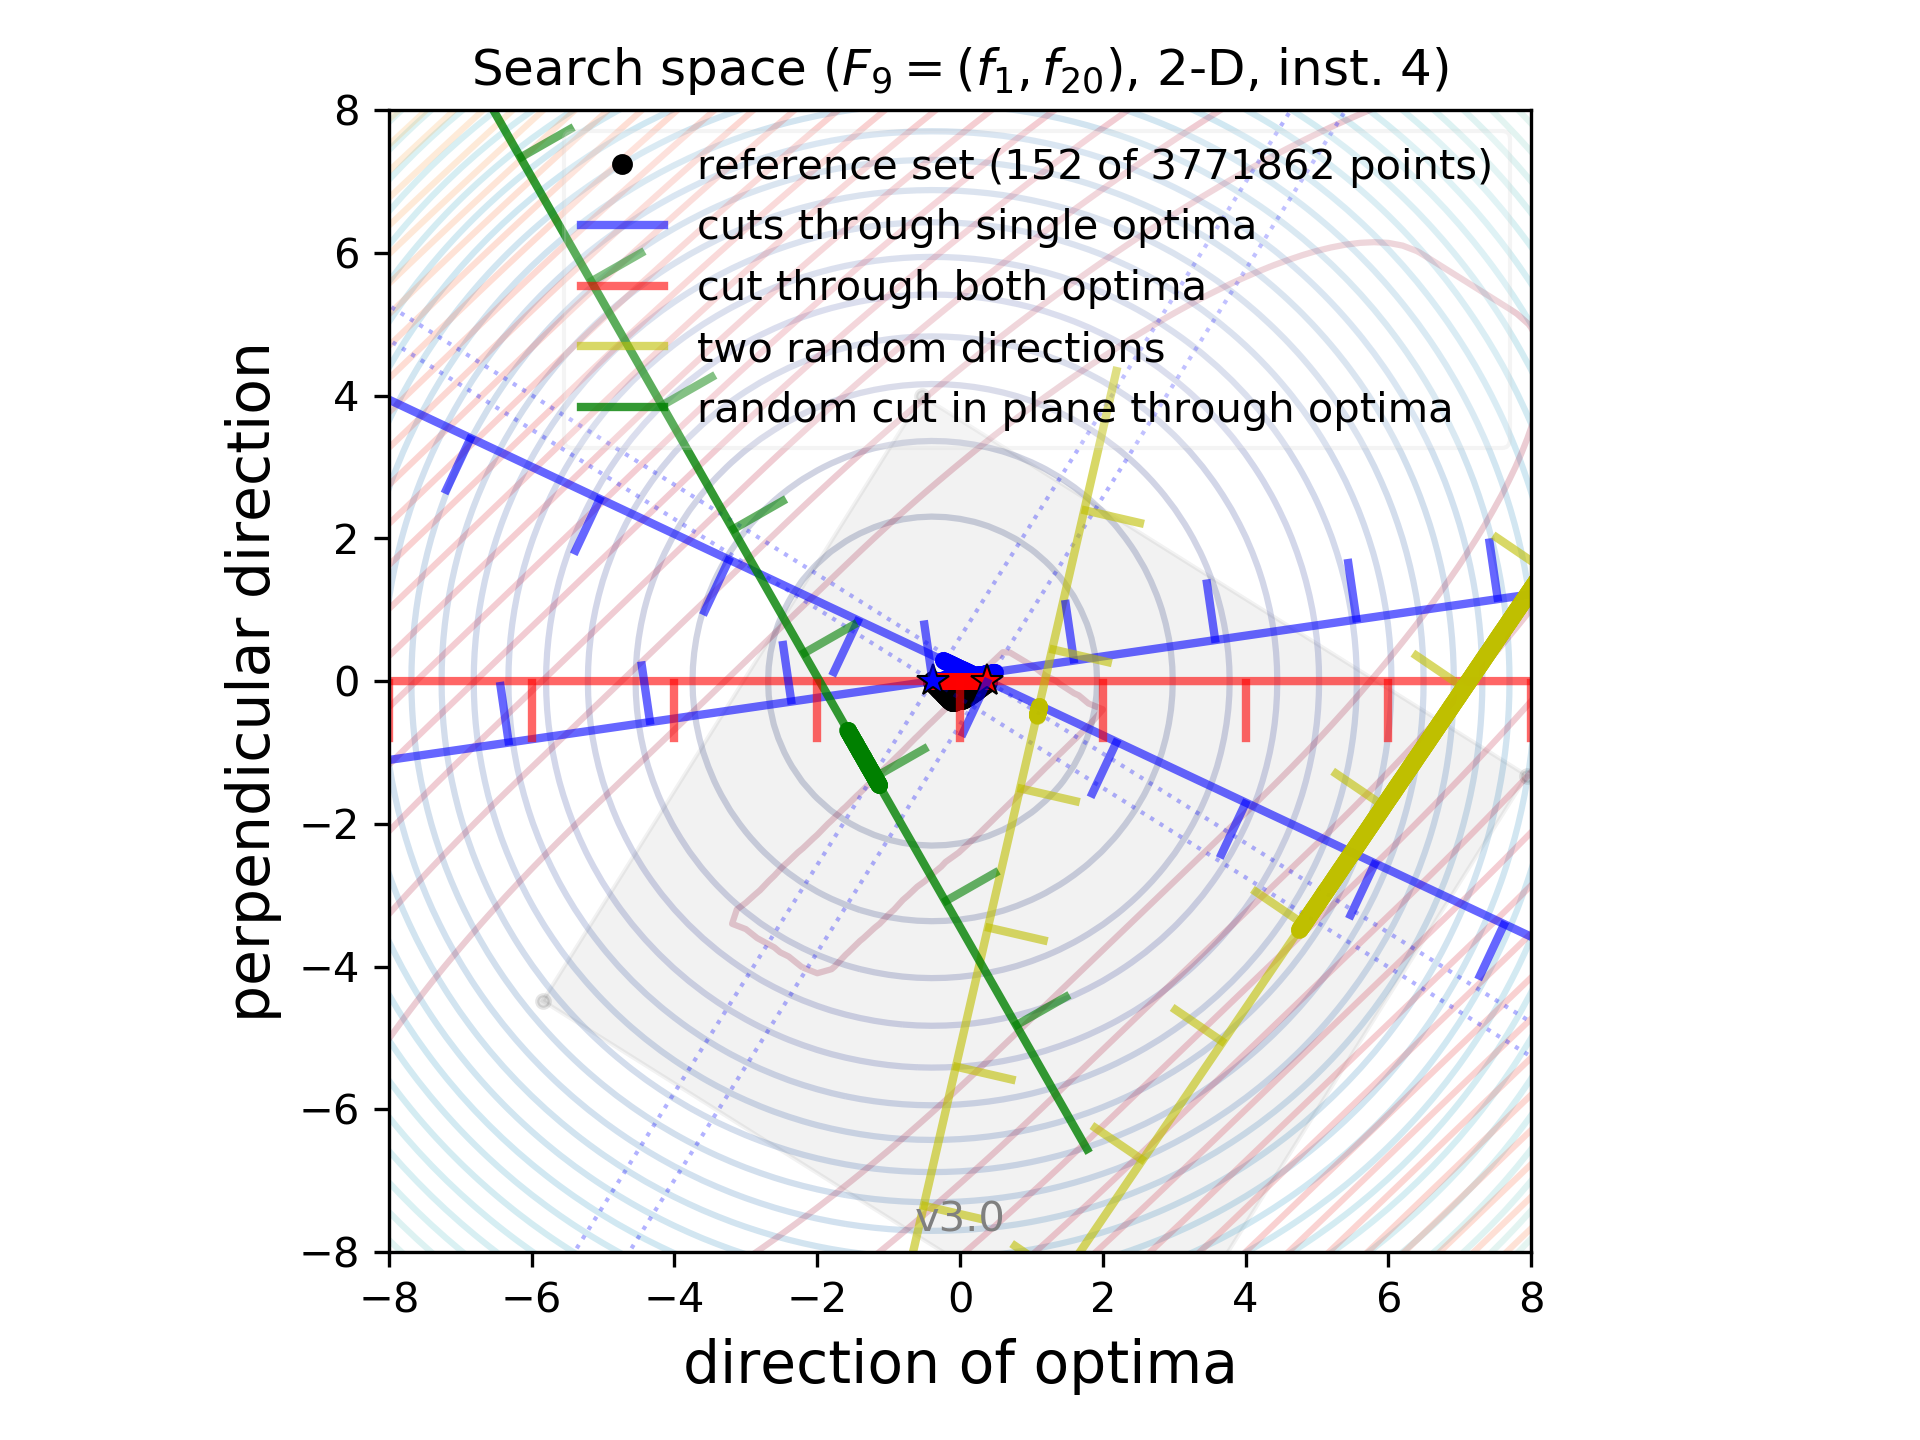 Search space (F9 = (f1, f20), 2-D, inst. 4)
reference set (152 of 3771862 points)
cuts through single optima
cut through both optima
two random directions
random cut in plane through optima
8
6
4
2
0
−2
−4
−6
−8
perpendicular direction
v3.0
−8 −6 −4 −2 0 2 4 6 8
direction of optima